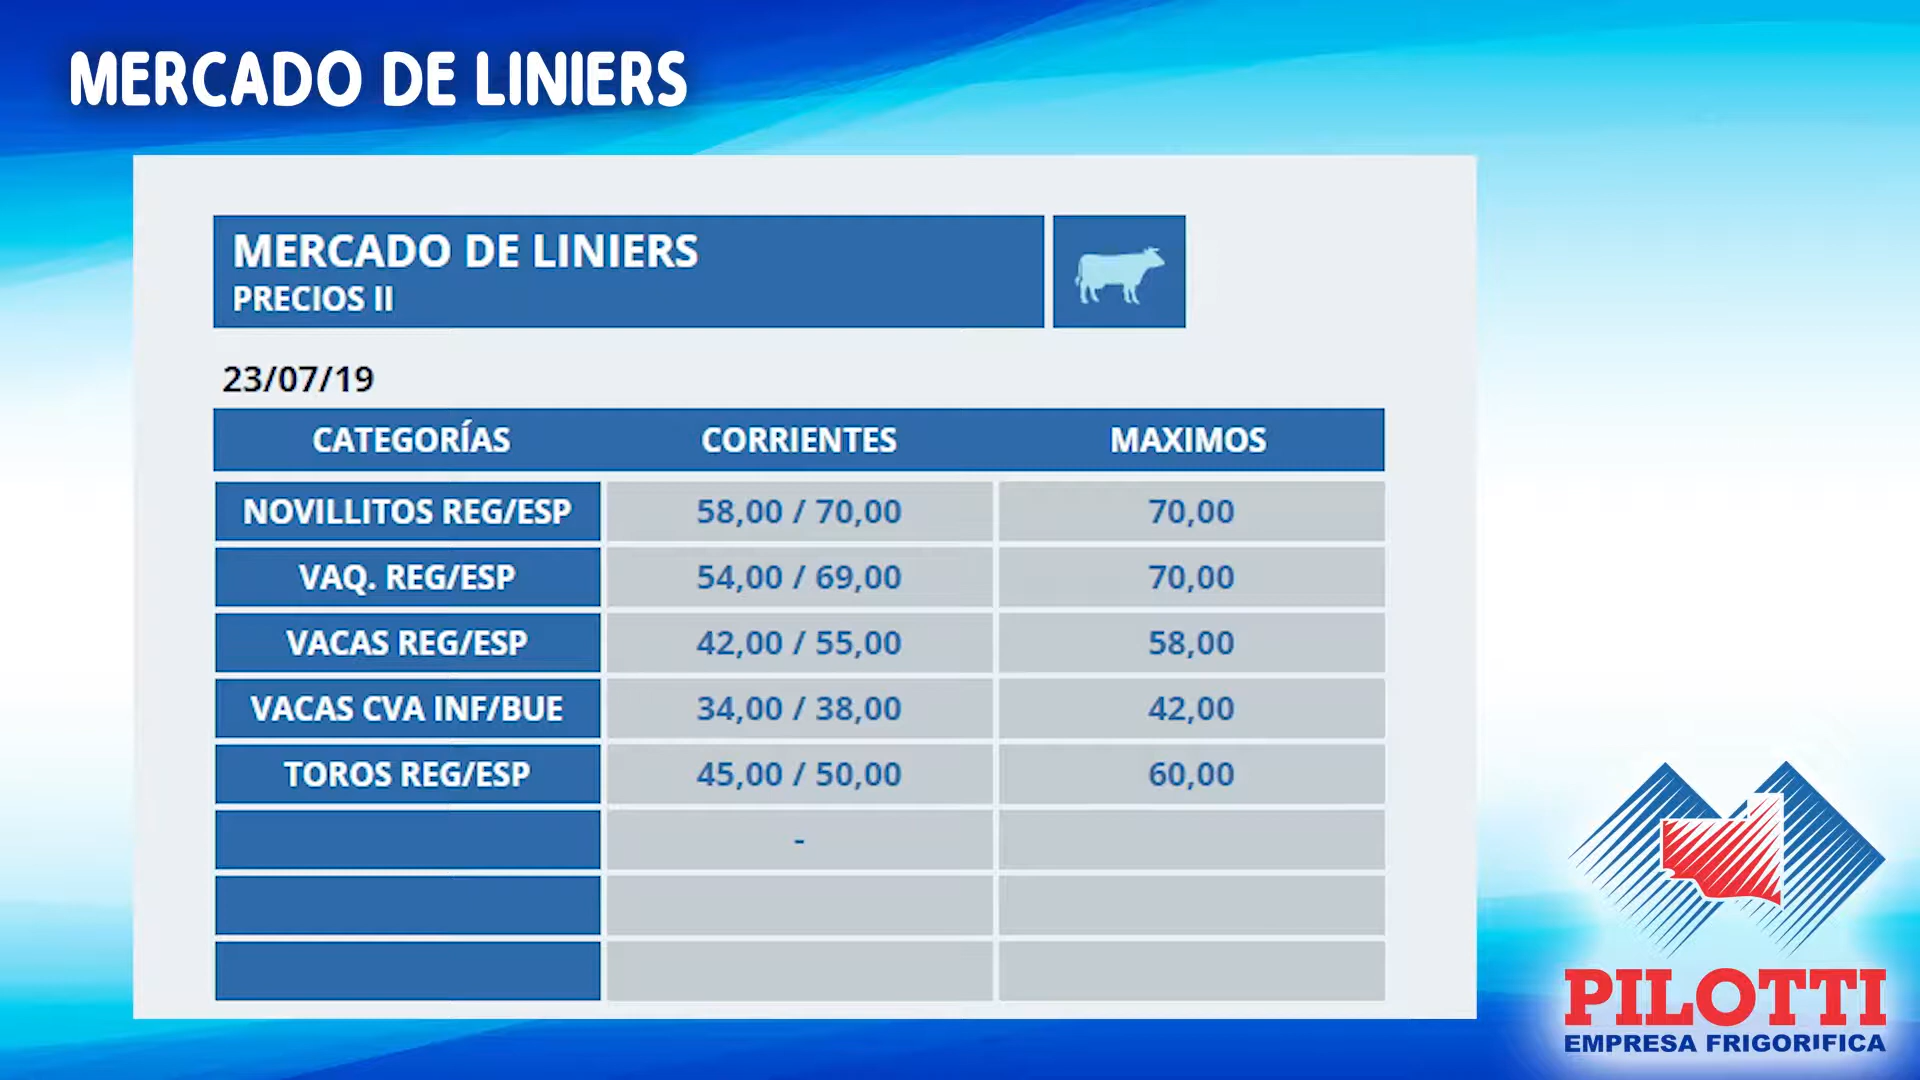 MERCADO DE LINIERS
MERCADO DE LINIERS
PRECIOS II
23/07/19
CATEGORÍAS CORRIENTES MAXIMOS
NOVILLITOS REG/ESP 58,00 / 70,00 70,00
VAQ. REG/ESP 54,00 / 69,00 70,00
VACAS REG/ESP 42,00 / 55,00 58,00
VACAS CVA INF/BUE 34,00 / 38,00 42,00
TOROS REG/ESP 45,00 / 50,00 60,00
-
PILOTTI
EMPRESA FRIGORIFICA